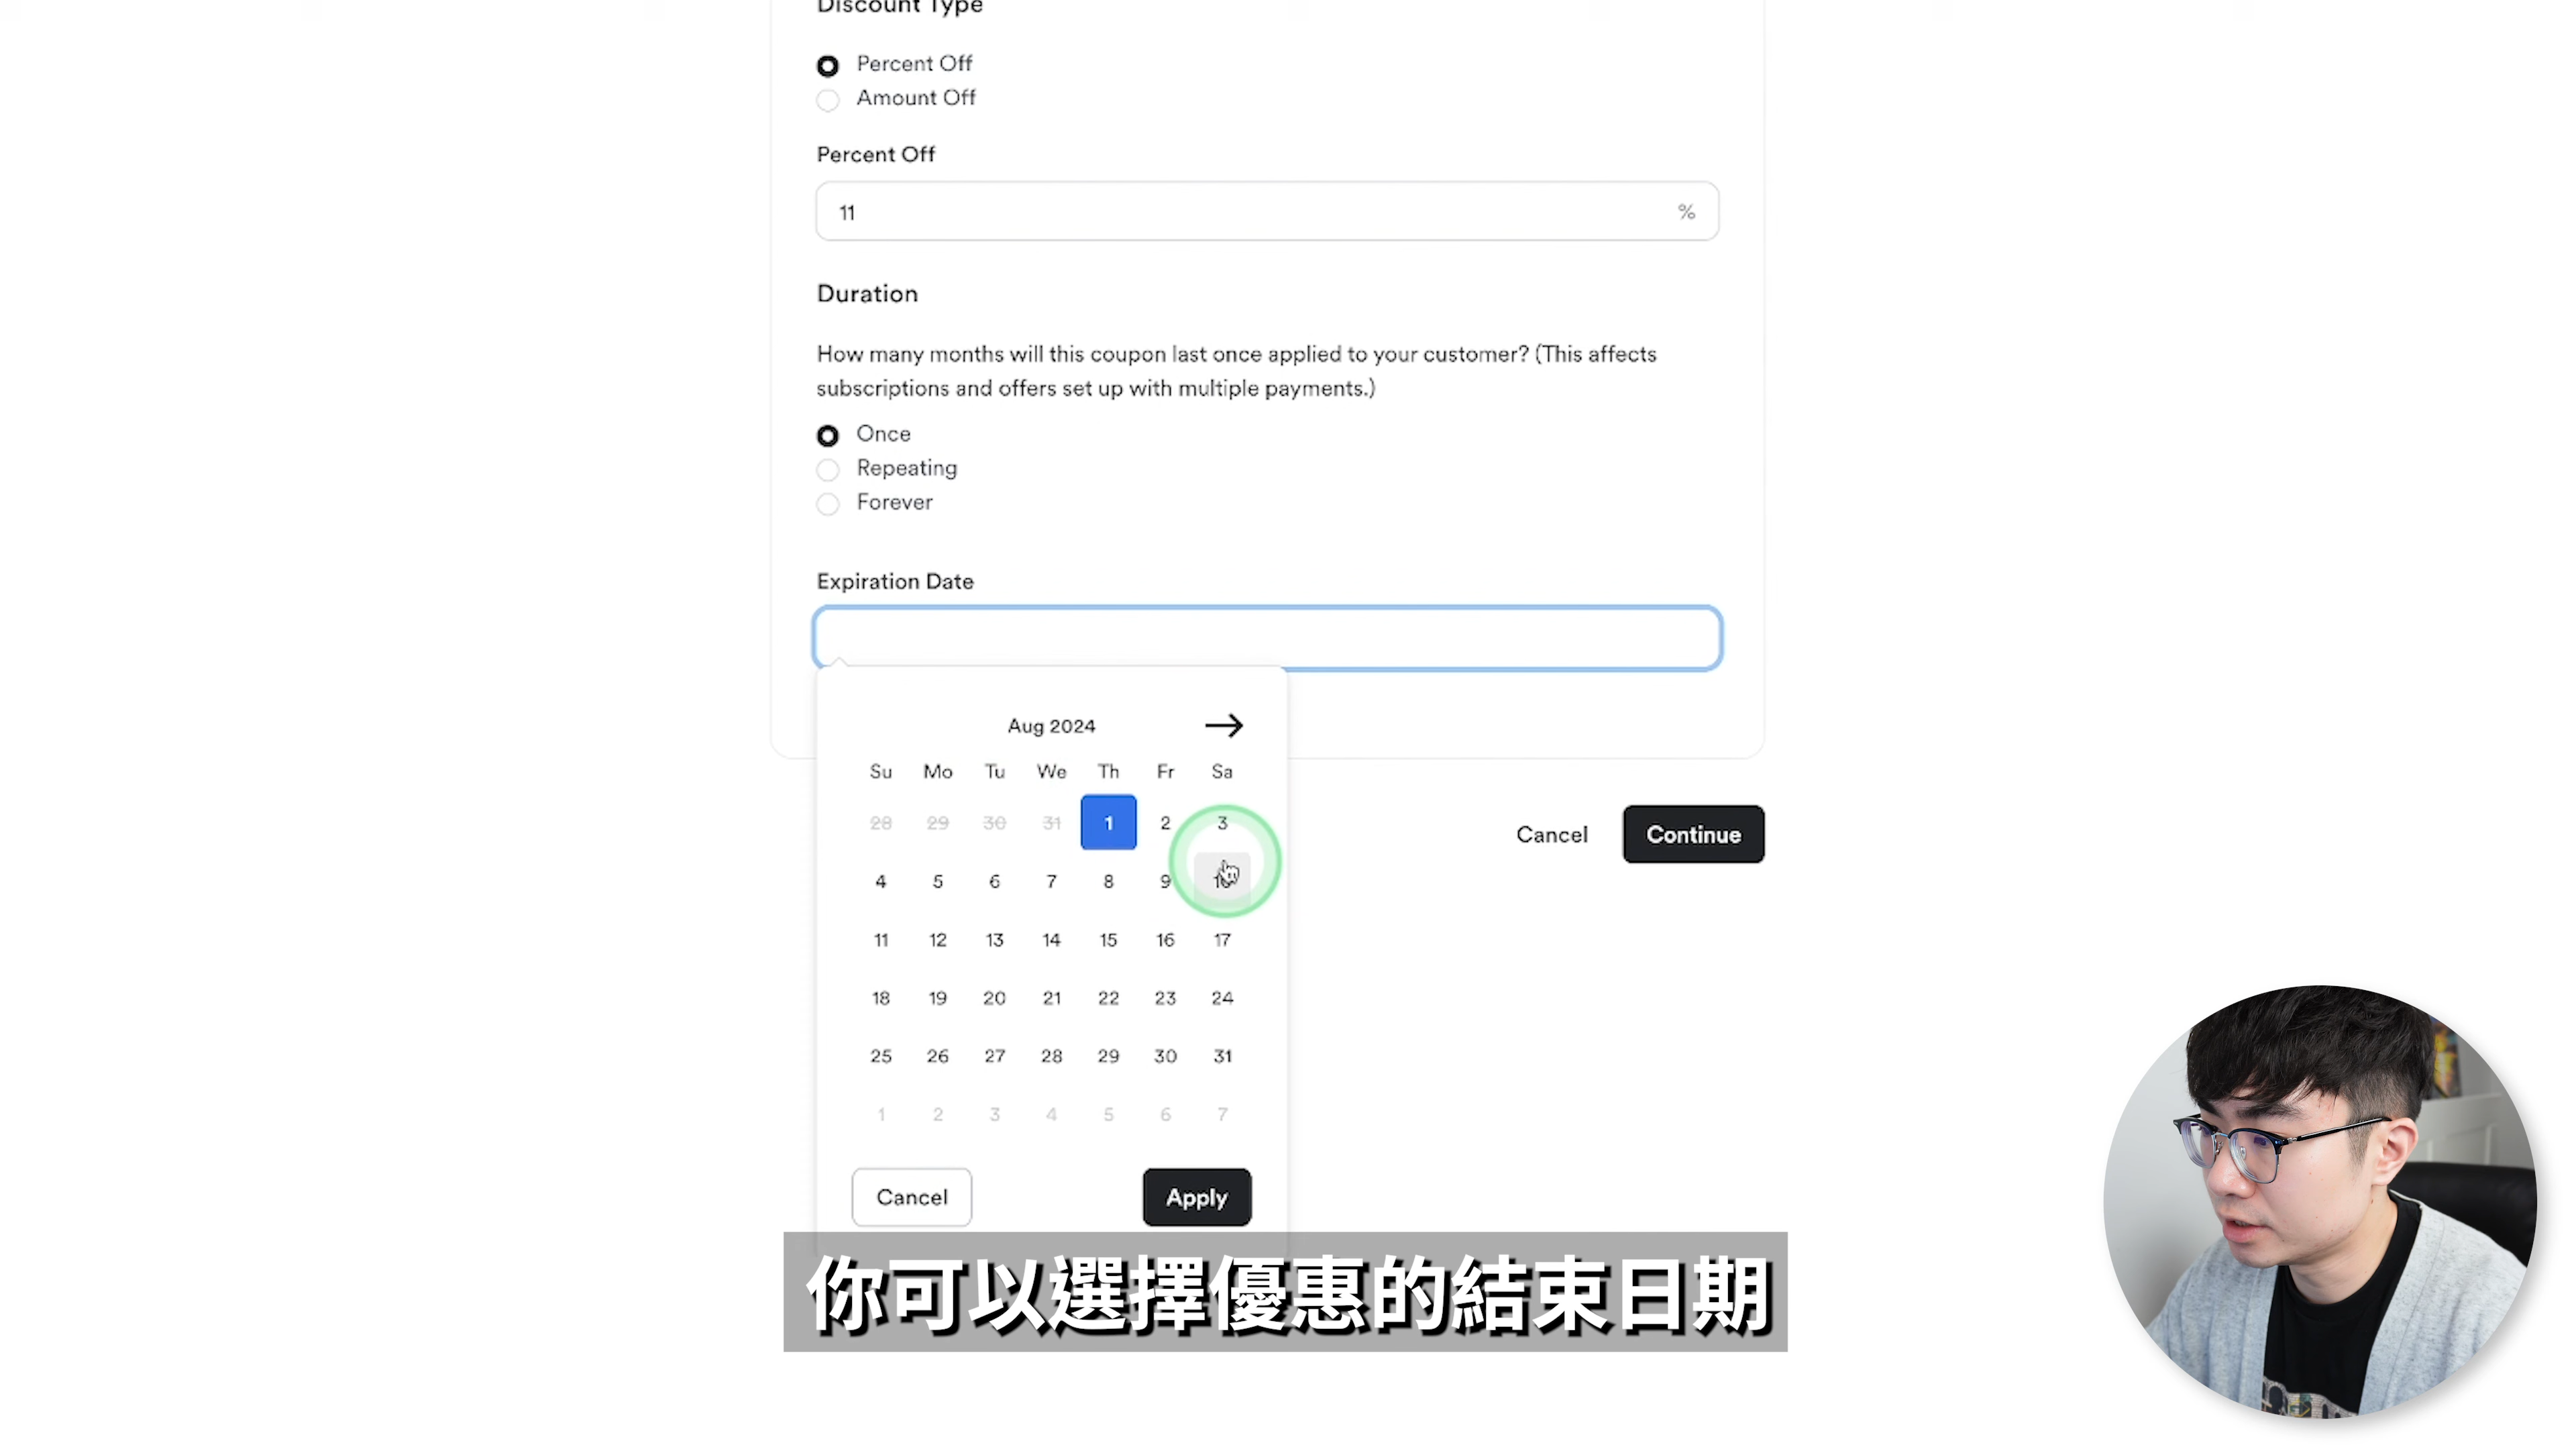 Discount Type
Percent Off
Amount Off
Percent Off
11 %
Duration
How many months will this coupon last once applied to your customer? (This affects
subscriptions and offers set up with multiple payments.)
Once
Repeating
Forever
Expiration Date
Aug 2024
Su Mo Tu We Th Fr Sa
28 29 30 31 1 2 3
4 5 6 7 8 9 10
11 12 13 14 15 16 17
18 19 20 21 22 23 24
25 26 27 28 29 30 31
1 2 3 4 5 6 7
Cancel Apply
Cancel Continue
你可以選擇優惠的結束日期